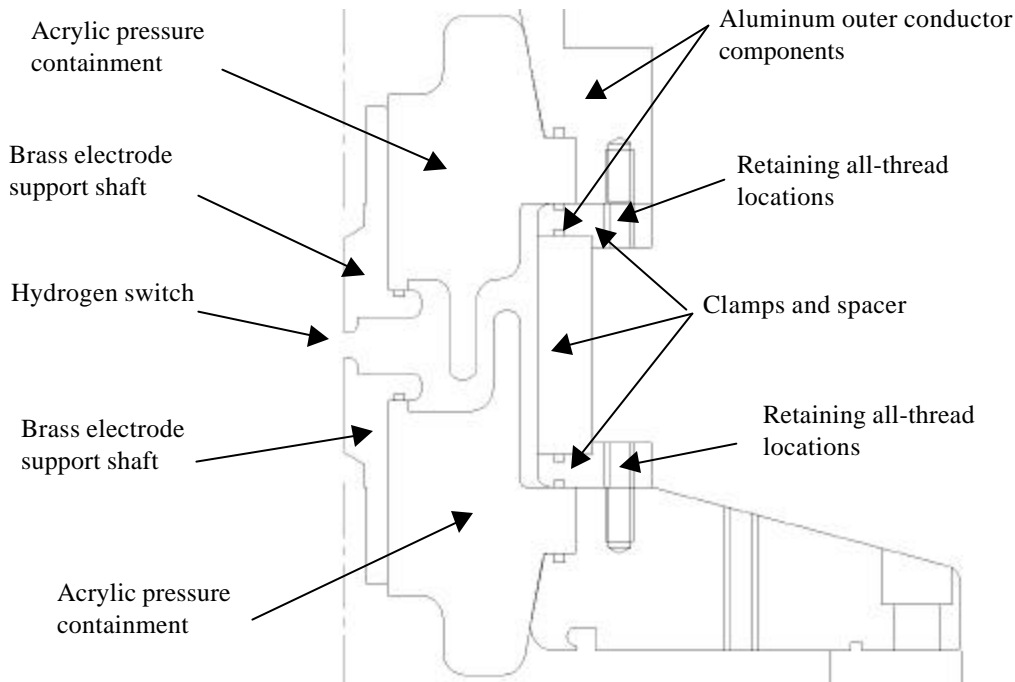 Acrylic pressure
containment
Aluminum outer conductor
components
Brass electrode
support shaft
Retaining all-thread
locations
Hydrogen switch
Clamps and spacer
Brass electrode
support shaft
Retaining all-thread
locations
Acrylic pressure
containment